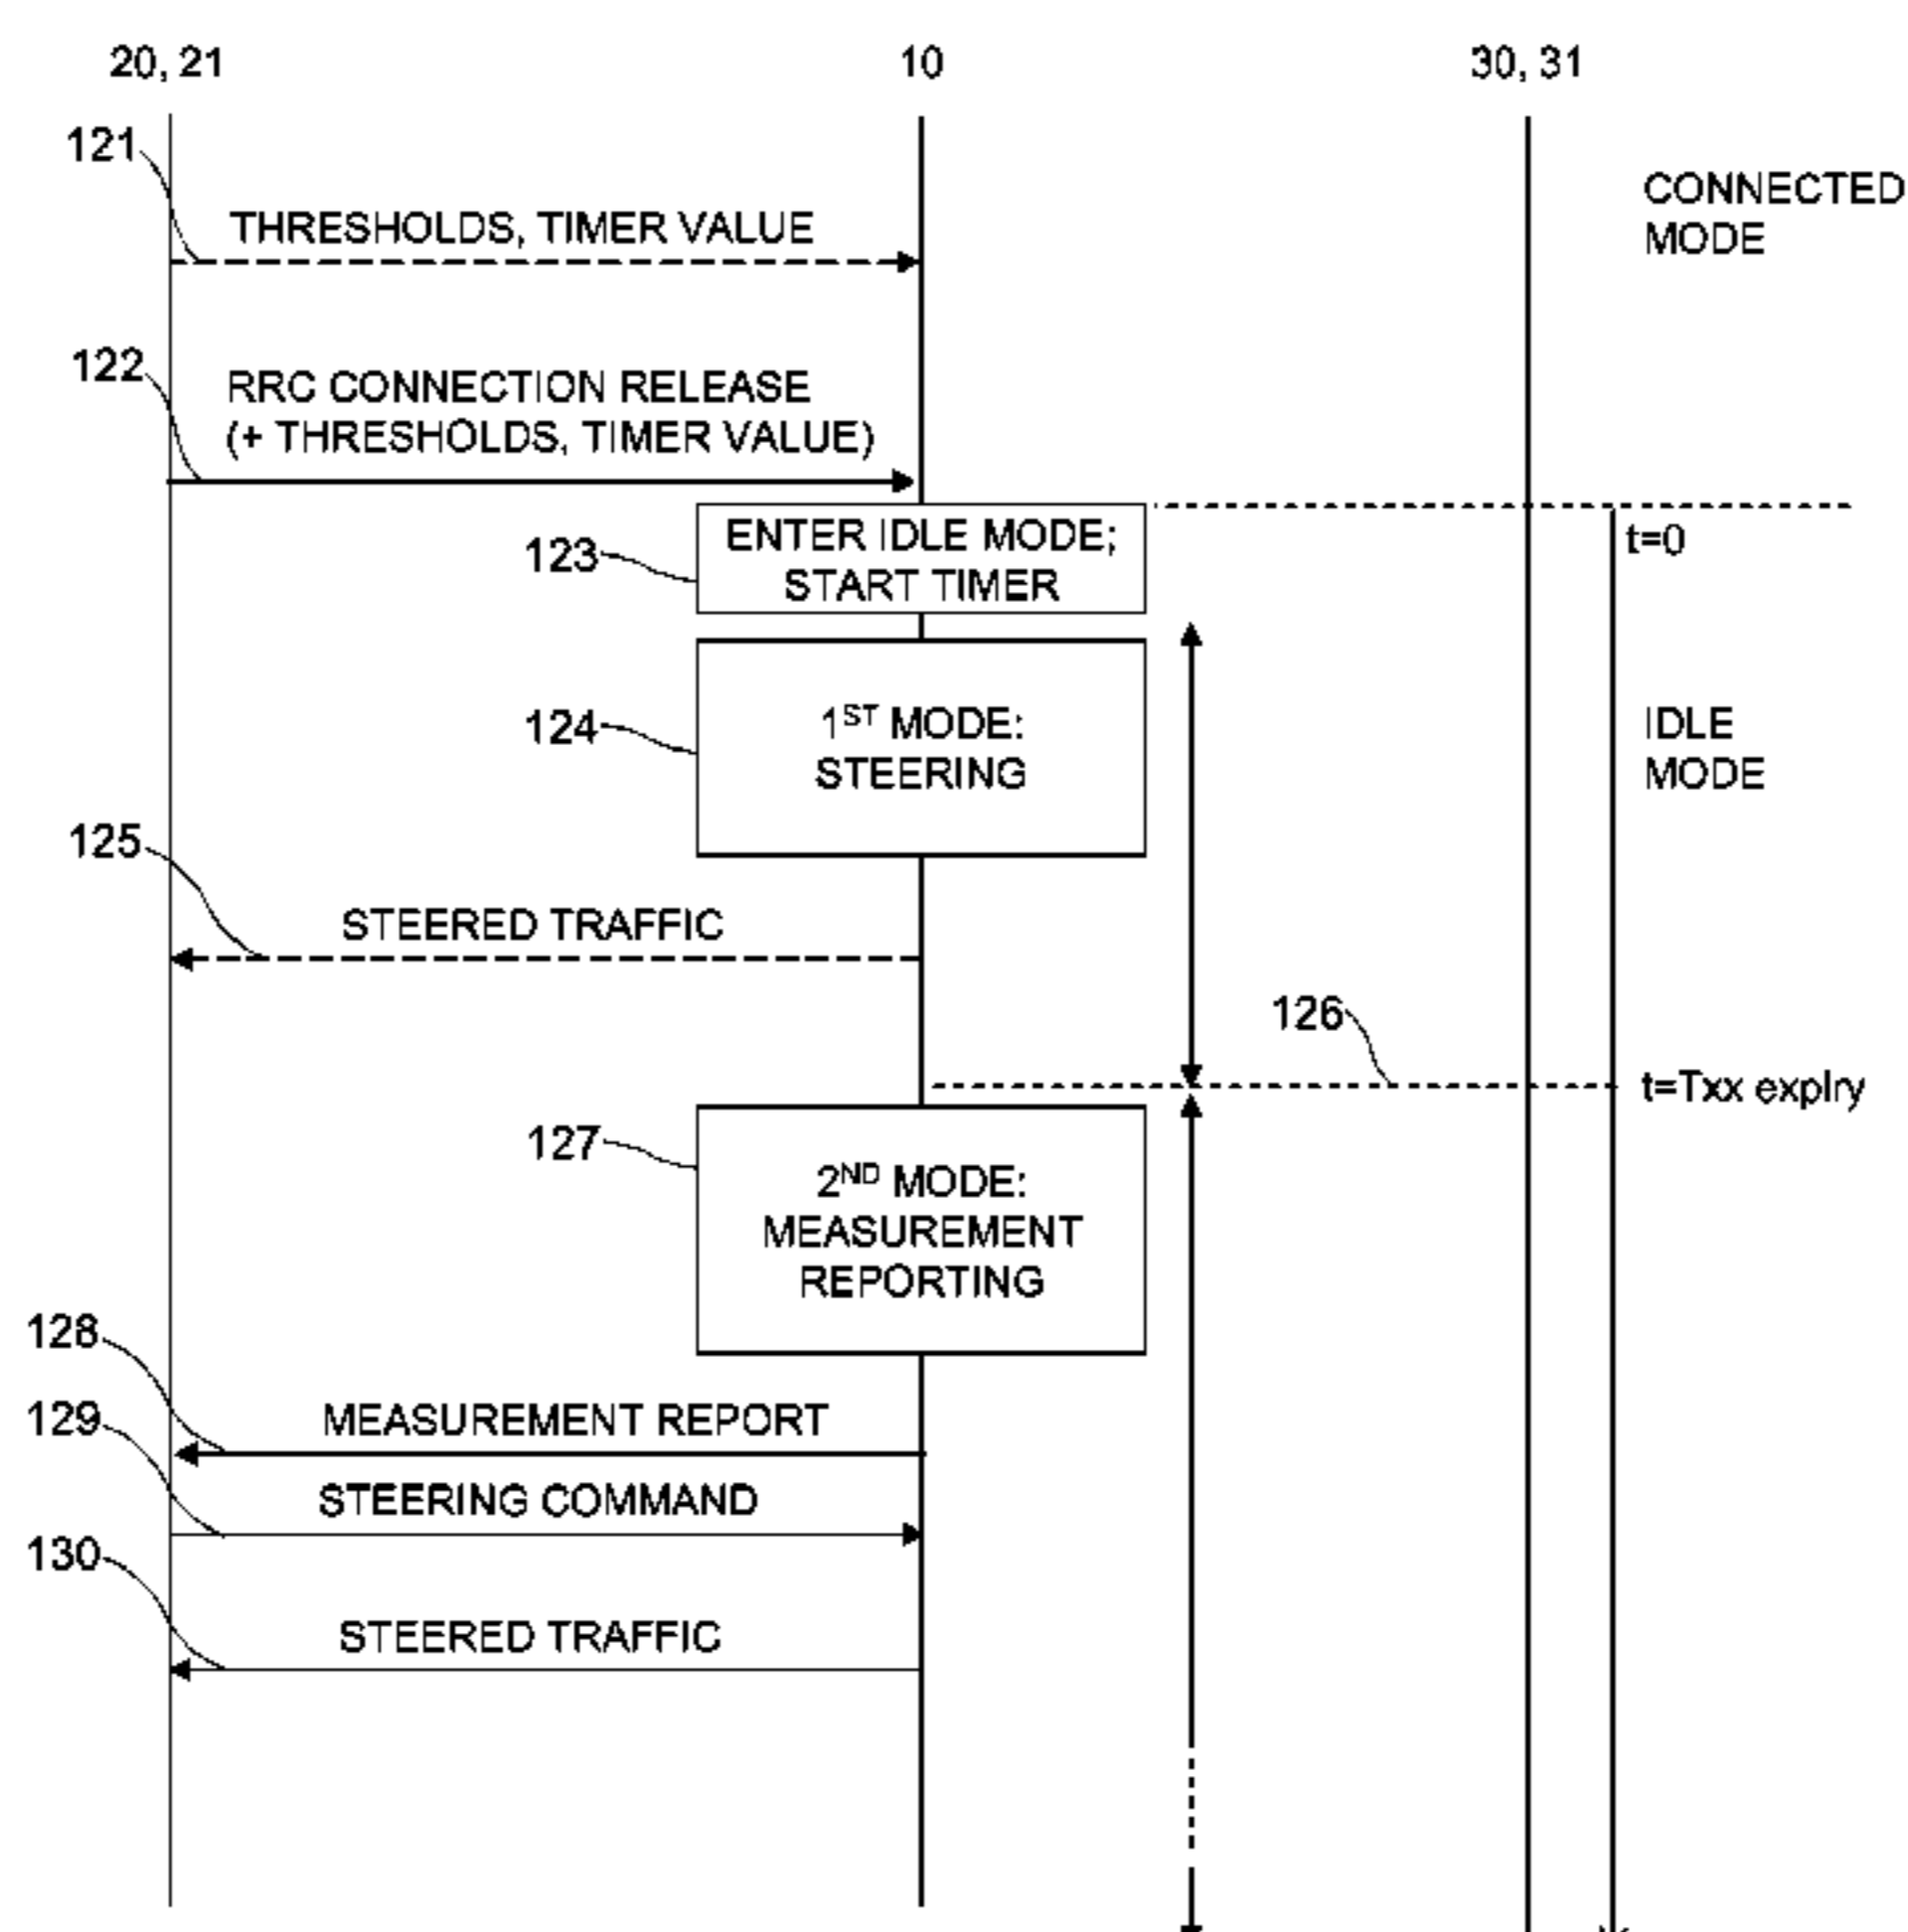 20, 21
10
30, 31
121
CONNECTED
MODE
THRESHOLDS, TIMER VALUE
122
RRC CONNECTION RELEASE
(+ THRESHOLDS, TIMER VALUE)
ENTER IDLE MODE;
START TIMER
123
t=0
124
1ST MODE:
STEERING
IDLE
MODE
125
STEERED TRAFFIC
126
t=Txx expiry
127
2ND MODE:
MEASUREMENT
REPORTING
128
MEASUREMENT REPORT
129
STEERING COMMAND
130
STEERED TRAFFIC